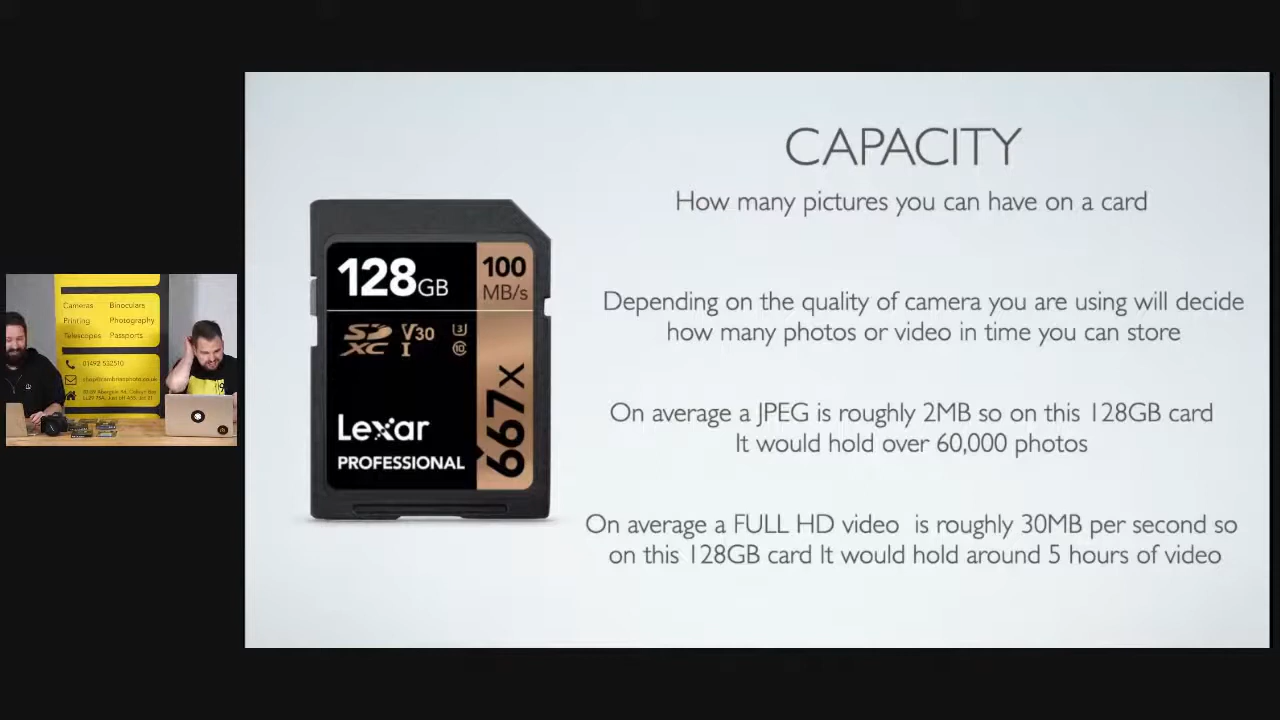 CAPACITY
How many pictures you can have on a card
Depending on the quality of camera you are using will decide
how many photos or video in time you can store
On average a JPEG is roughly 2MB so on this 128GB card
It would hold over 60,000 photos
On average a FULL HD video is roughly 30MB per second so
on this 128GB card It would hold around 5 hours of video
128GB
100
MB/s
SD
XC
V30
I
3
10
667x
Lexar
PROFESSIONAL
Cameras Binoculars
Printing Photography
Telescopes Passports
01492 532510